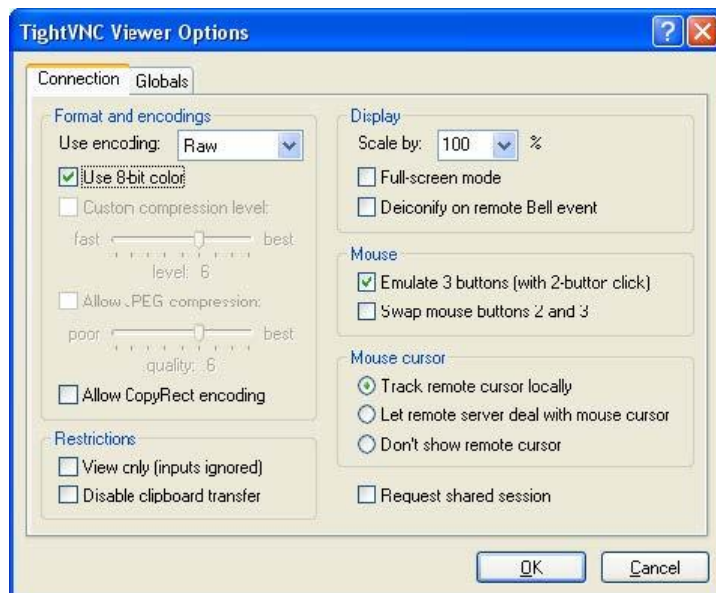 TightVNC Viewer Options
Connection
Globals
Format and encodings
Use encoding: Raw
Use 8-bit color
Custom compression level:
fast best
level: 6
Allow JPEG compression:
poor best
quality: 6
Allow CopyRect encoding
Restrictions
View only (inputs ignored)
Disable clipboard transfer
Display
Scale by: 100 %
Full-screen mode
Deiconify on remote Bell event
Mouse
Emulate 3 buttons (with 2-button click)
Swap mouse buttons 2 and 3
Mouse cursor
Track remote cursor locally
Let remote server deal with mouse cursor
Don't show remote cursor
Request shared session
OK
Cancel